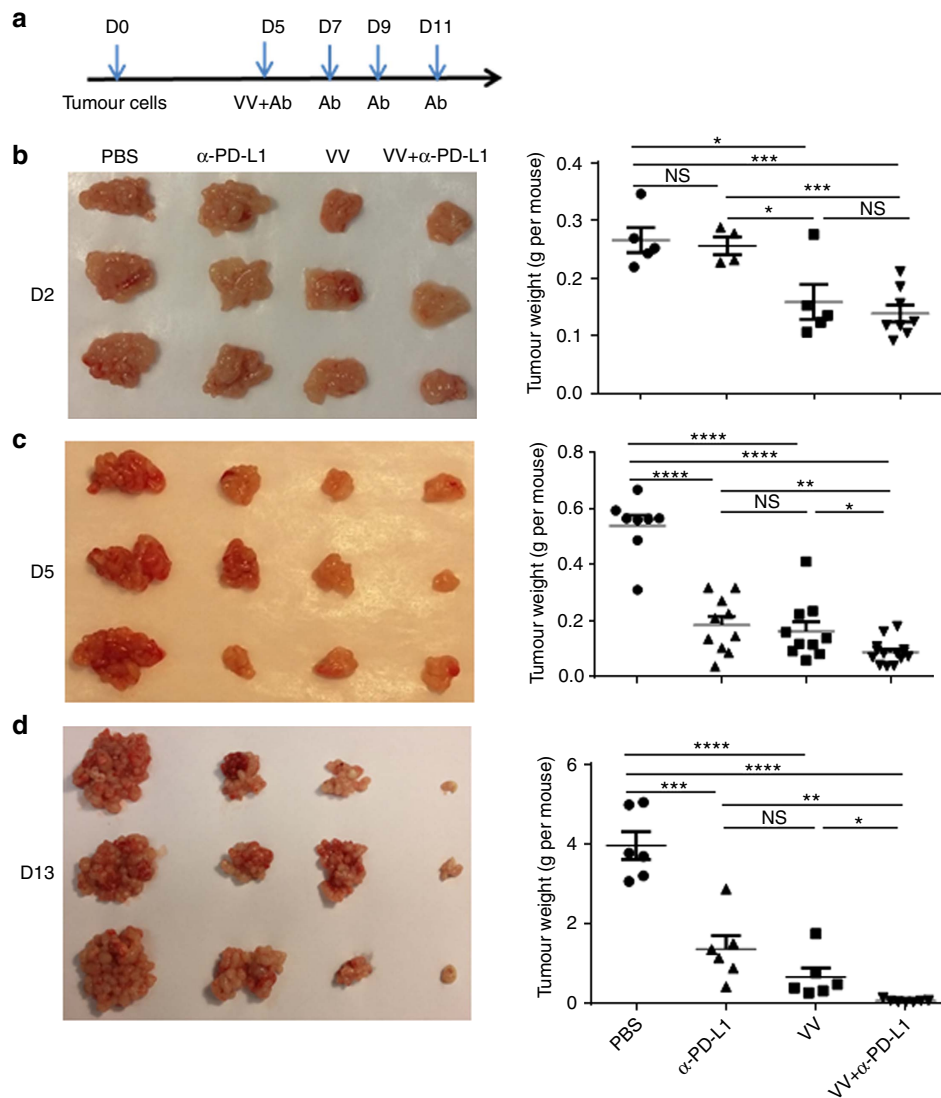 a
D0 D5 D7 D9 D11
Tumour cells VV+Ab Ab Ab Ab
b
PBS α-PD-L1 VV VV+α-PD-L1
D2
Tumour weight (g per mouse)
0.4
0.3
0.2
0.1
0.0
*
***
NS
***
*
NS
c
D5
Tumour weight (g per mouse)
0.8
0.6
0.4
0.2
0.0
****
****
****
**
NS
*
d
D13
Tumour weight (g per mouse)
6
4
2
0
****
****
***
**
NS
*
PBS
α-PD-L1
VV
VV+α-PD-L1